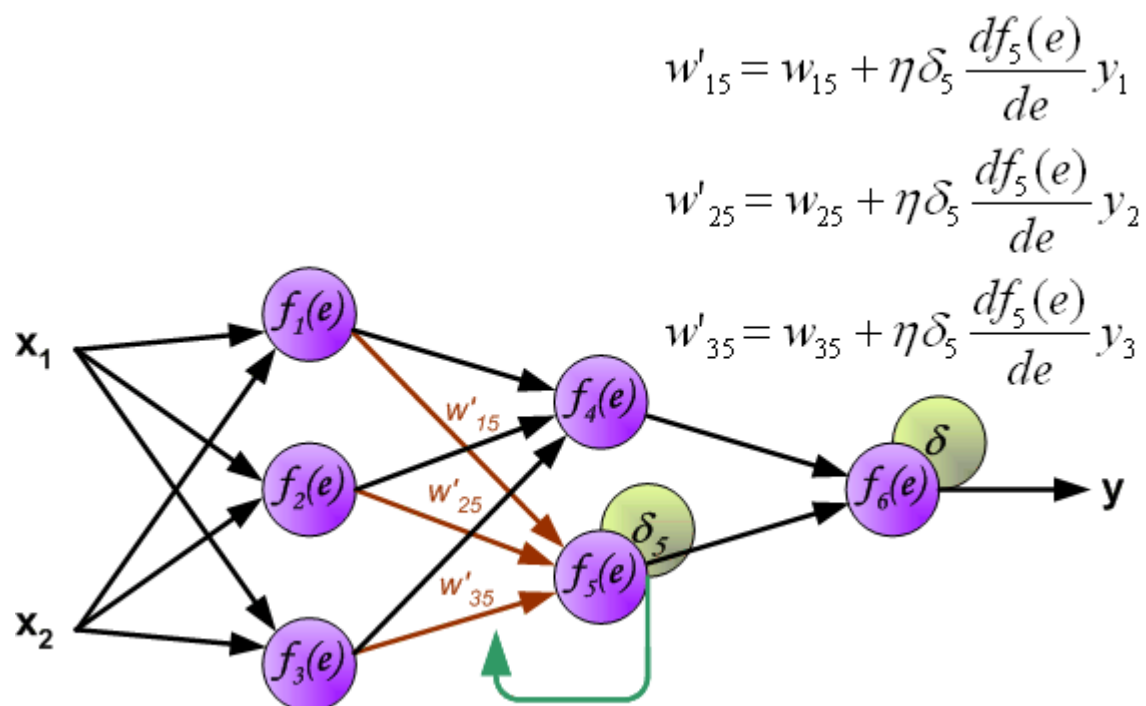 w'₁₅ = w₁₅ + ηδ₅ df₅(e)/de y₁
w'₂₅ = w₂₅ + ηδ₅ df₅(e)/de y₂
w'₃₅ = w₃₅ + ηδ₅ df₅(e)/de y₃
f₁(e)
x₁
w'₁₅
f₄(e)
δ
f₂(e)
w'₂₅
f₆(e)
y
δ₅
f₅(e)
w'₃₅
x₂
f₃(e)